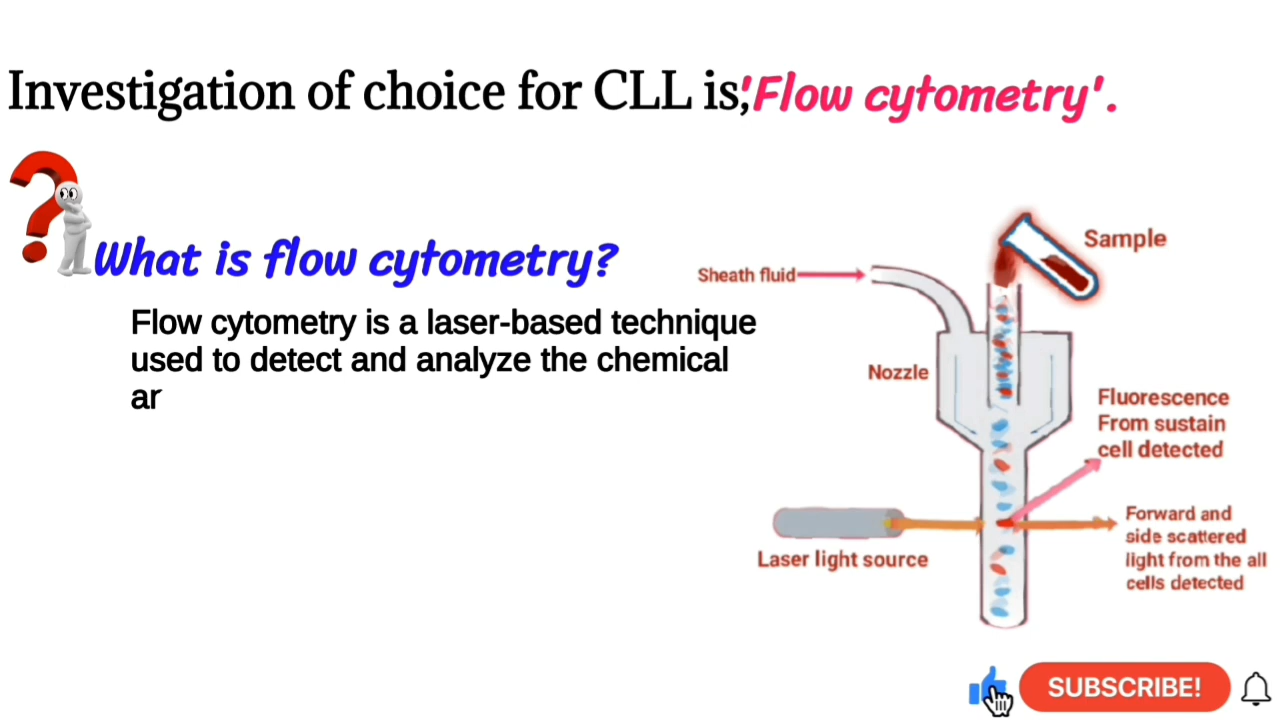 Investigation of choice for CLL is,'Flow cytometry'.
What is flow cytometry?
Flow cytometry is a laser-based technique
used to detect and analyze the chemical
ar
Sample
Sheath fluid
Nozzle
Fluorescence
From sustain
cell detected
Forward and
side scattered
light from the all
cells detected
Laser light source
SUBSCRIBE!